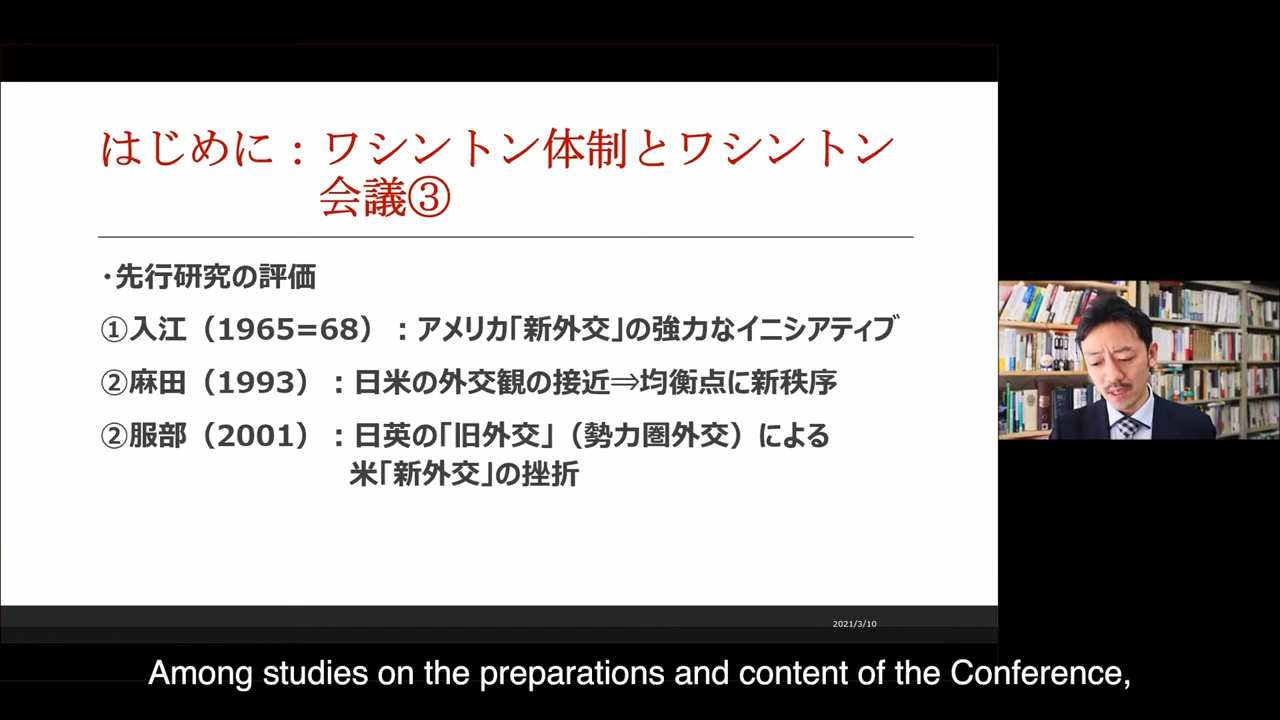 はじめに：ワシントン体制とワシントン
会議③
・先行研究の評価
①入江（1965=68）：アメリカ「新外交」の強力なイニシアティブ
②麻田（1993）：日米の外交観の接近⇒均衡点に新秩序
②服部（2001）：日英の「旧外交」（勢力圏外交）による
米「新外交」の挫折
2021/3/10
Among studies on the preparations and content of the Conference,